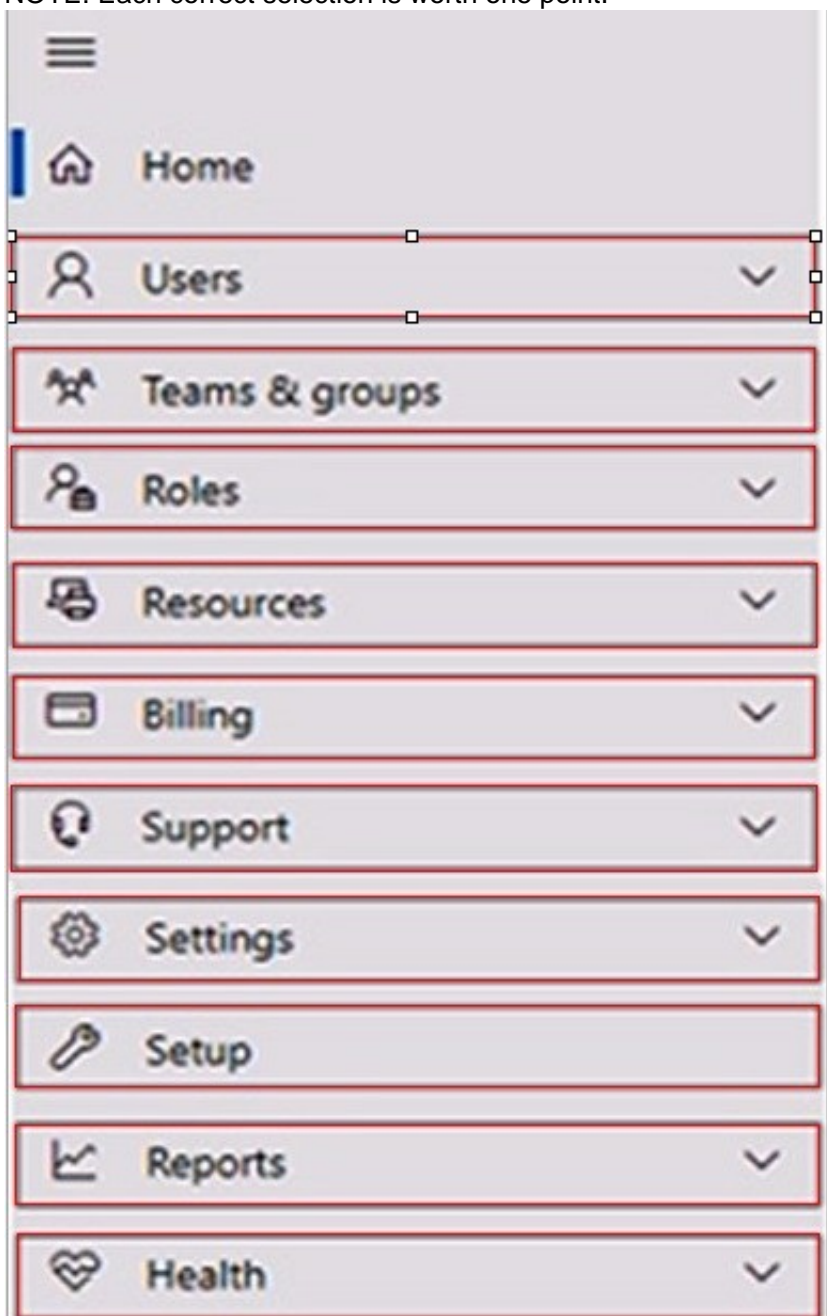 NOTE: Each correct selection is worth one point.
Home
Users
Teams & groups
Roles
Resources
Billing
Support
Settings
Setup
Reports
Health